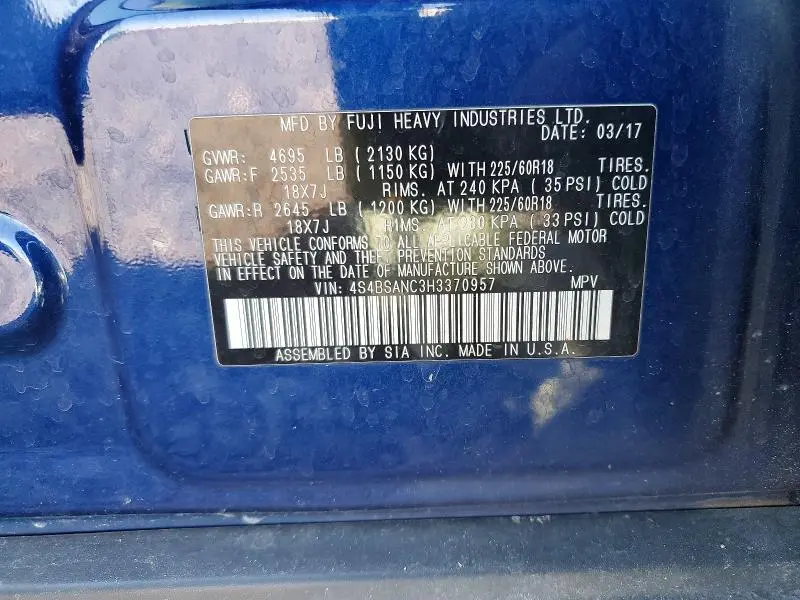 MFD BY FUJI HEAVY INDUSTRIES LTD.
DATE: 03/17
GVWR: 4695 LB ( 2130 KG)
GAWR:F 2535 LB ( 1150 KG) WITH 225/60R18 TIRES.
18X7J RIMS. AT 240 KPA ( 35 PSI) COLD
GAWR:R 2645 LB ( 1200 KG) WITH 225/60R18 TIRES.
18X7J RIMS. AT 230 KPA ( 33 PSI) COLD
THIS VEHICLE CONFORMS TO ALL APPLICABLE FEDERAL MOTOR
VEHICLE SAFETY AND THEFT PREVENTION STANDARDS
IN EFFECT ON THE DATE OF MANUFACTURE SHOWN ABOVE.
VIN: 4S4BSANC3H3370957 MPV
ASSEMBLED BY SIA INC. MADE IN U.S.A.